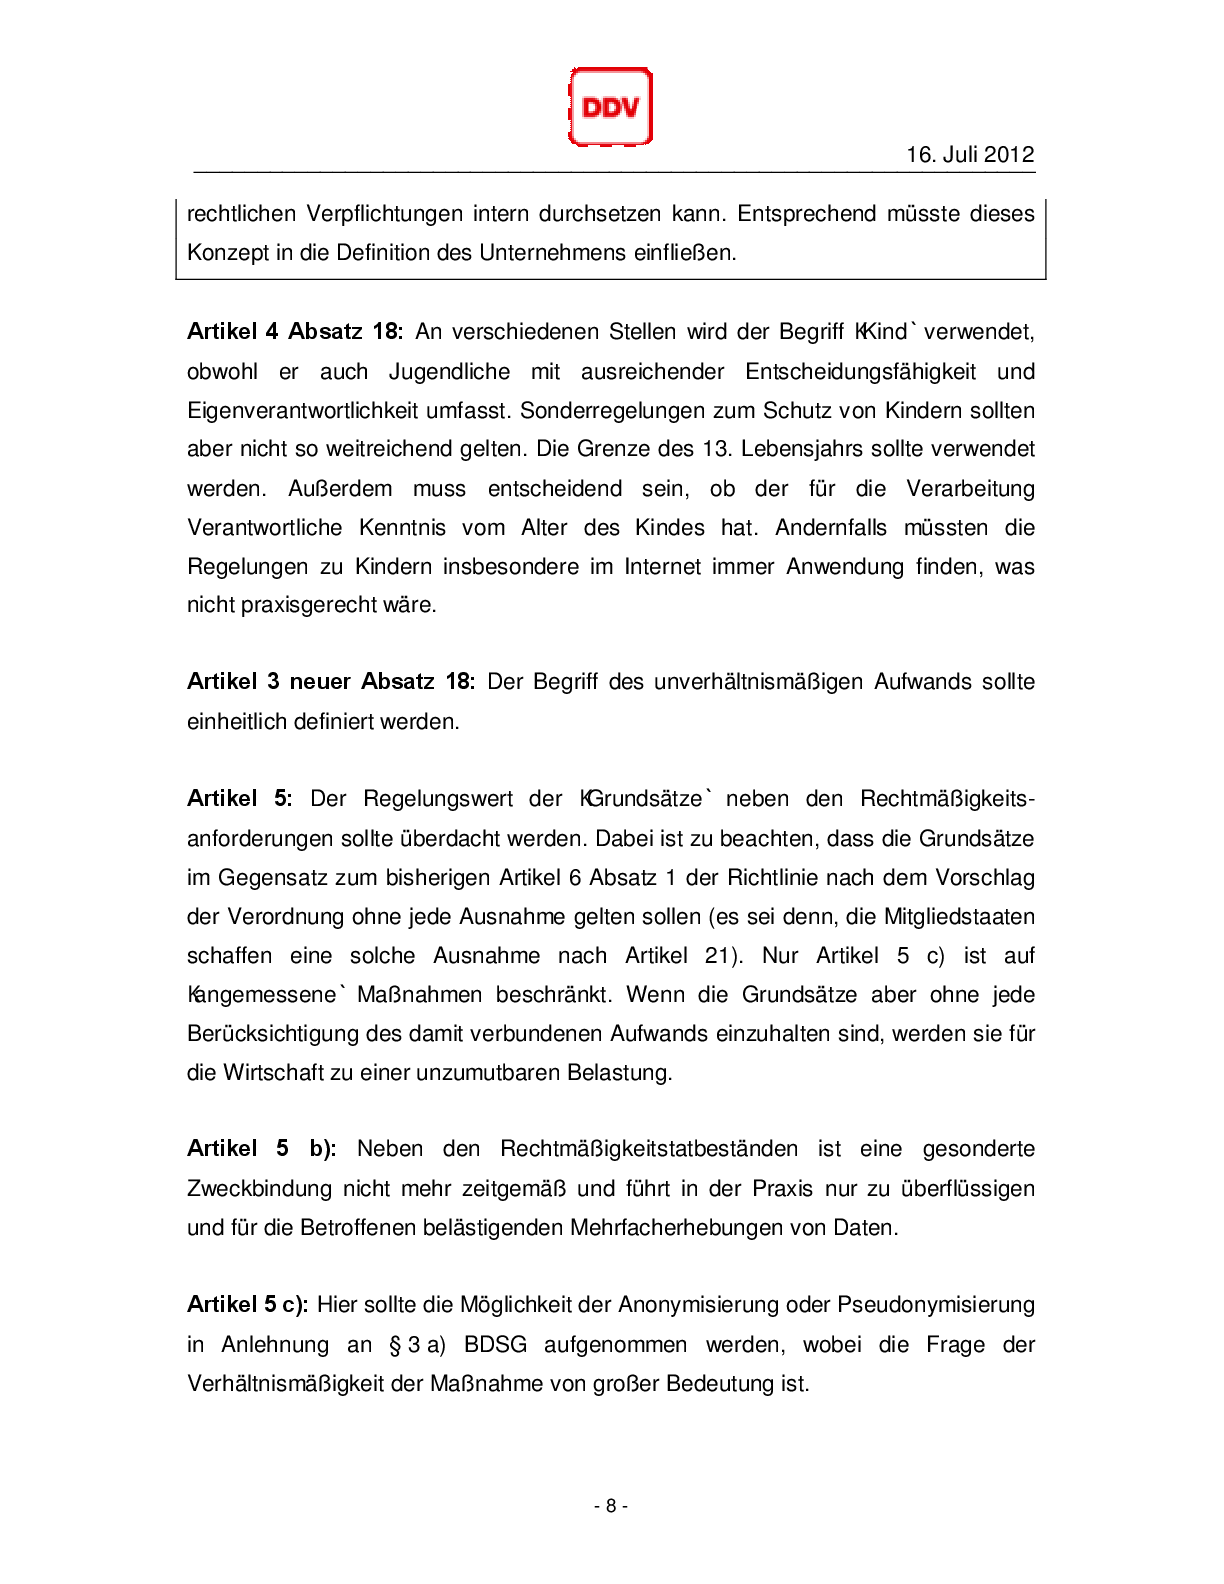 DDV
16. Juli 2012
rechtlichen Verpflichtungen intern durchsetzen kann. Entsprechend müsste dieses
Konzept in die Definition des Unternehmens einfließen.
Artikel 4 Absatz 18: An verschiedenen Stellen wird der Begriff KKind` verwendet,
obwohl er auch Jugendliche mit ausreichender Entscheidungsfähigkeit und
Eigenverantwortlichkeit umfasst. Sonderregelungen zum Schutz von Kindern sollten
aber nicht so weitreichend gelten. Die Grenze des 13. Lebensjahrs sollte verwendet
werden. Außerdem muss entscheidend sein, ob der für die Verarbeitung
Verantwortliche Kenntnis vom Alter des Kindes hat. Andernfalls müssten die
Regelungen zu Kindern insbesondere im Internet immer Anwendung finden, was
nicht praxisgerecht wäre.
Artikel 3 neuer Absatz 18: Der Begriff des unverhältnismäßigen Aufwands sollte
einheitlich definiert werden.
Artikel 5: Der Regelungswert der KGrundsätze` neben den Rechtmäßigkeits-
anforderungen sollte überdacht werden. Dabei ist zu beachten, dass die Grundsätze
im Gegensatz zum bisherigen Artikel 6 Absatz 1 der Richtlinie nach dem Vorschlag
der Verordnung ohne jede Ausnahme gelten sollen (es sei denn, die Mitgliedstaaten
schaffen eine solche Ausnahme nach Artikel 21). Nur Artikel 5 c) ist auf
Kangemessene` Maßnahmen beschränkt. Wenn die Grundsätze aber ohne jede
Berücksichtigung des damit verbundenen Aufwands einzuhalten sind, werden sie für
die Wirtschaft zu einer unzumutbaren Belastung.
Artikel 5 b): Neben den Rechtmäßigkeitstatbeständen ist eine gesonderte
Zweckbindung nicht mehr zeitgemäß und führt in der Praxis nur zu überflüssigen
und für die Betroffenen belästigenden Mehrfacherhebungen von Daten.
Artikel 5 c): Hier sollte die Möglichkeit der Anonymisierung oder Pseudonymisierung
in Anlehnung an § 3 a) BDSG aufgenommen werden, wobei die Frage der
Verhältnismäßigkeit der Maßnahme von großer Bedeutung ist.
- 8 -